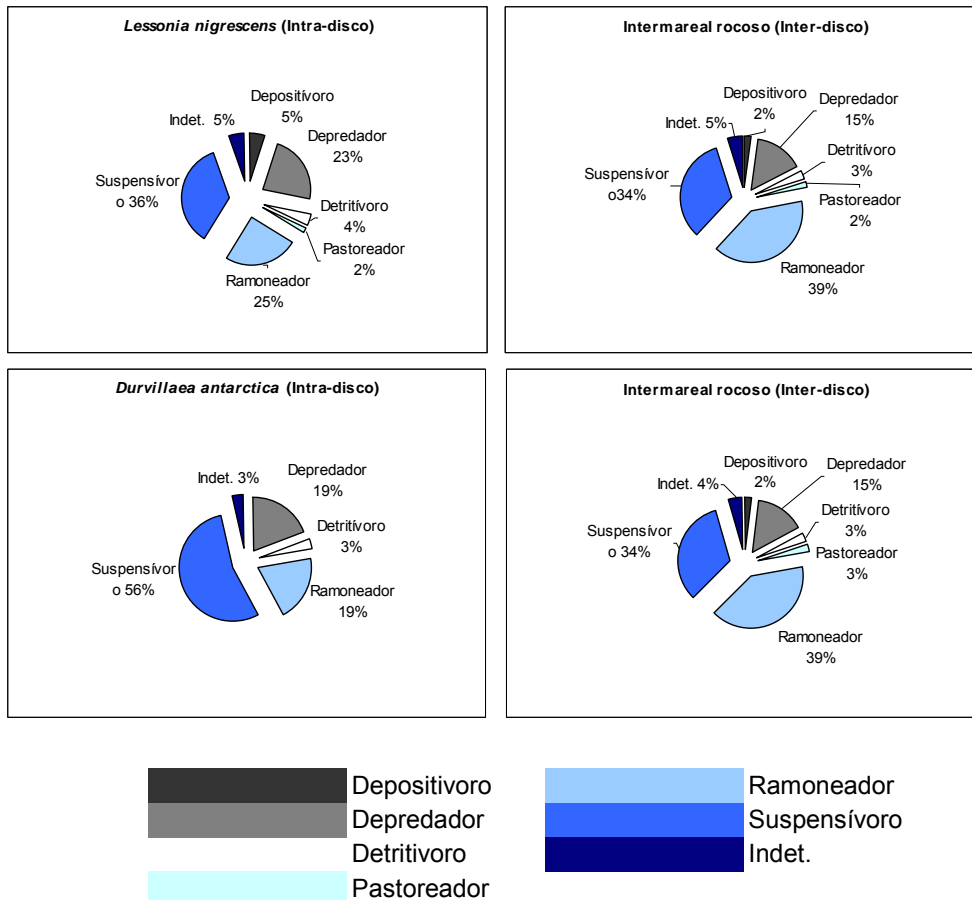 Lessonia nigrescens (Intra-disco)
Depositívoro
5%
Indet. 5%
Depredador
23%
Suspensívor
o 36%
Detritívoro
4%
Pastoreador
2%
Ramoneador
25%
Intermareal rocoso (Inter-disco)
Depositivoro
2%
Depredador
15%
Indet. 5%
Detritívoro
3%
Suspensívor
o34%
Pastoreador
2%
Ramoneador
39%
Durvillaea antarctica (Intra-disco)
Indet. 3%
Depredador
19%
Detritívoro
3%
Suspensívor
o 56%
Ramoneador
19%
Intermareal rocoso (Inter-disco)
Depositivoro
2%
Depredador
15%
Indet. 4%
Detritívoro
3%
Suspensívor
o 34%
Pastoreador
3%
Ramoneador
39%
Depositivoro
Depredador
Detritivoro
Pastoreador
Ramoneador
Suspensívoro
Indet.